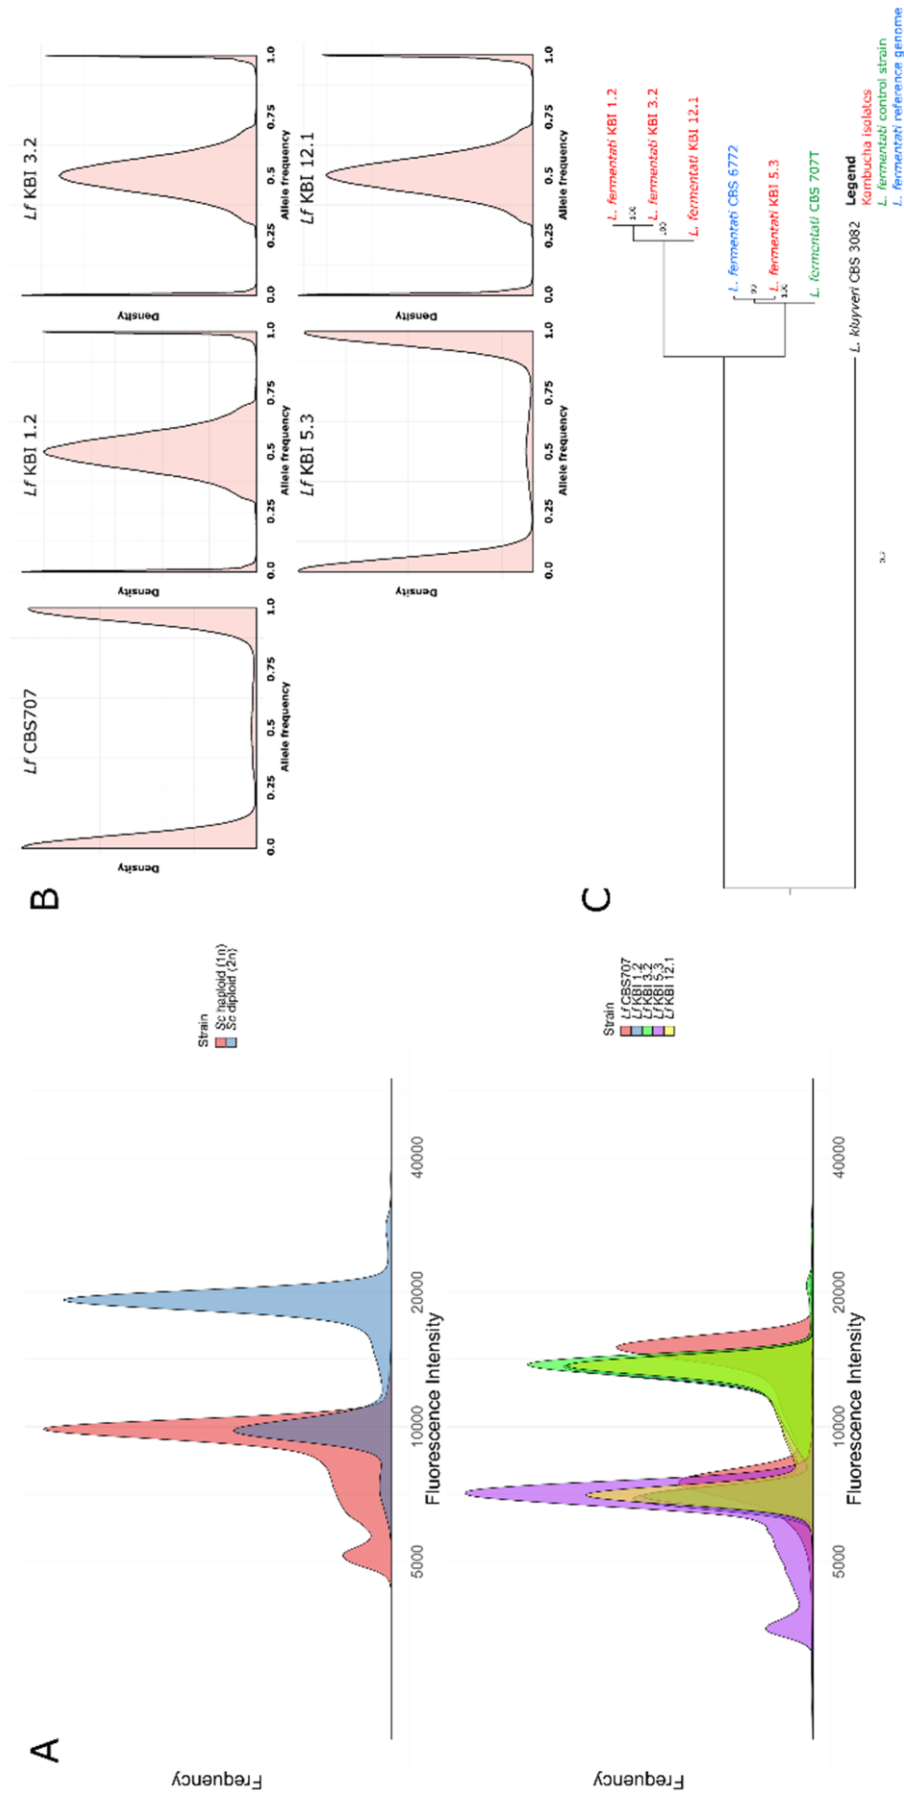 A
Frequency
5000
10000
20000
40000
Fluorescence Intensity
Strain
Sc haploid (1n)
Sc diploid (2n)
Frequency
5000
10000
20000
40000
Fluorescence Intensity
Strain
Lf CBS707
Lf KBI 1.2
Lf KBI 3.2
Lf KBI 5.3
Lf KBI 12.1
B
Lf CBS707
Density
0.0
0.25
0.5
0.75
1.0
Allele frequency
Lf KBI 1.2
Density
0.0
0.25
0.5
0.75
1.0
Allele frequency
Lf KBI 3.2
Density
0.0
0.25
0.5
0.75
1.0
Allele frequency
Lf KBI 5.3
Density
0.0
0.25
0.5
0.75
1.0
Allele frequency
Lf KBI 12.1
Density
0.0
0.25
0.5
0.75
1.0
Allele frequency
C
L. fermentati KBI 1.2
100
L. fermentati KBI 3.2
100
L. fermentati KBI 12.1
L. fermentati CBS 6772
90
L. fermentati KBI 5.3
100
L. fermentati CBS 707T
L. kluyveri CBS 3082
Legend
Kombucha isolates
L. fermentati control strain
L. fermentati reference genome